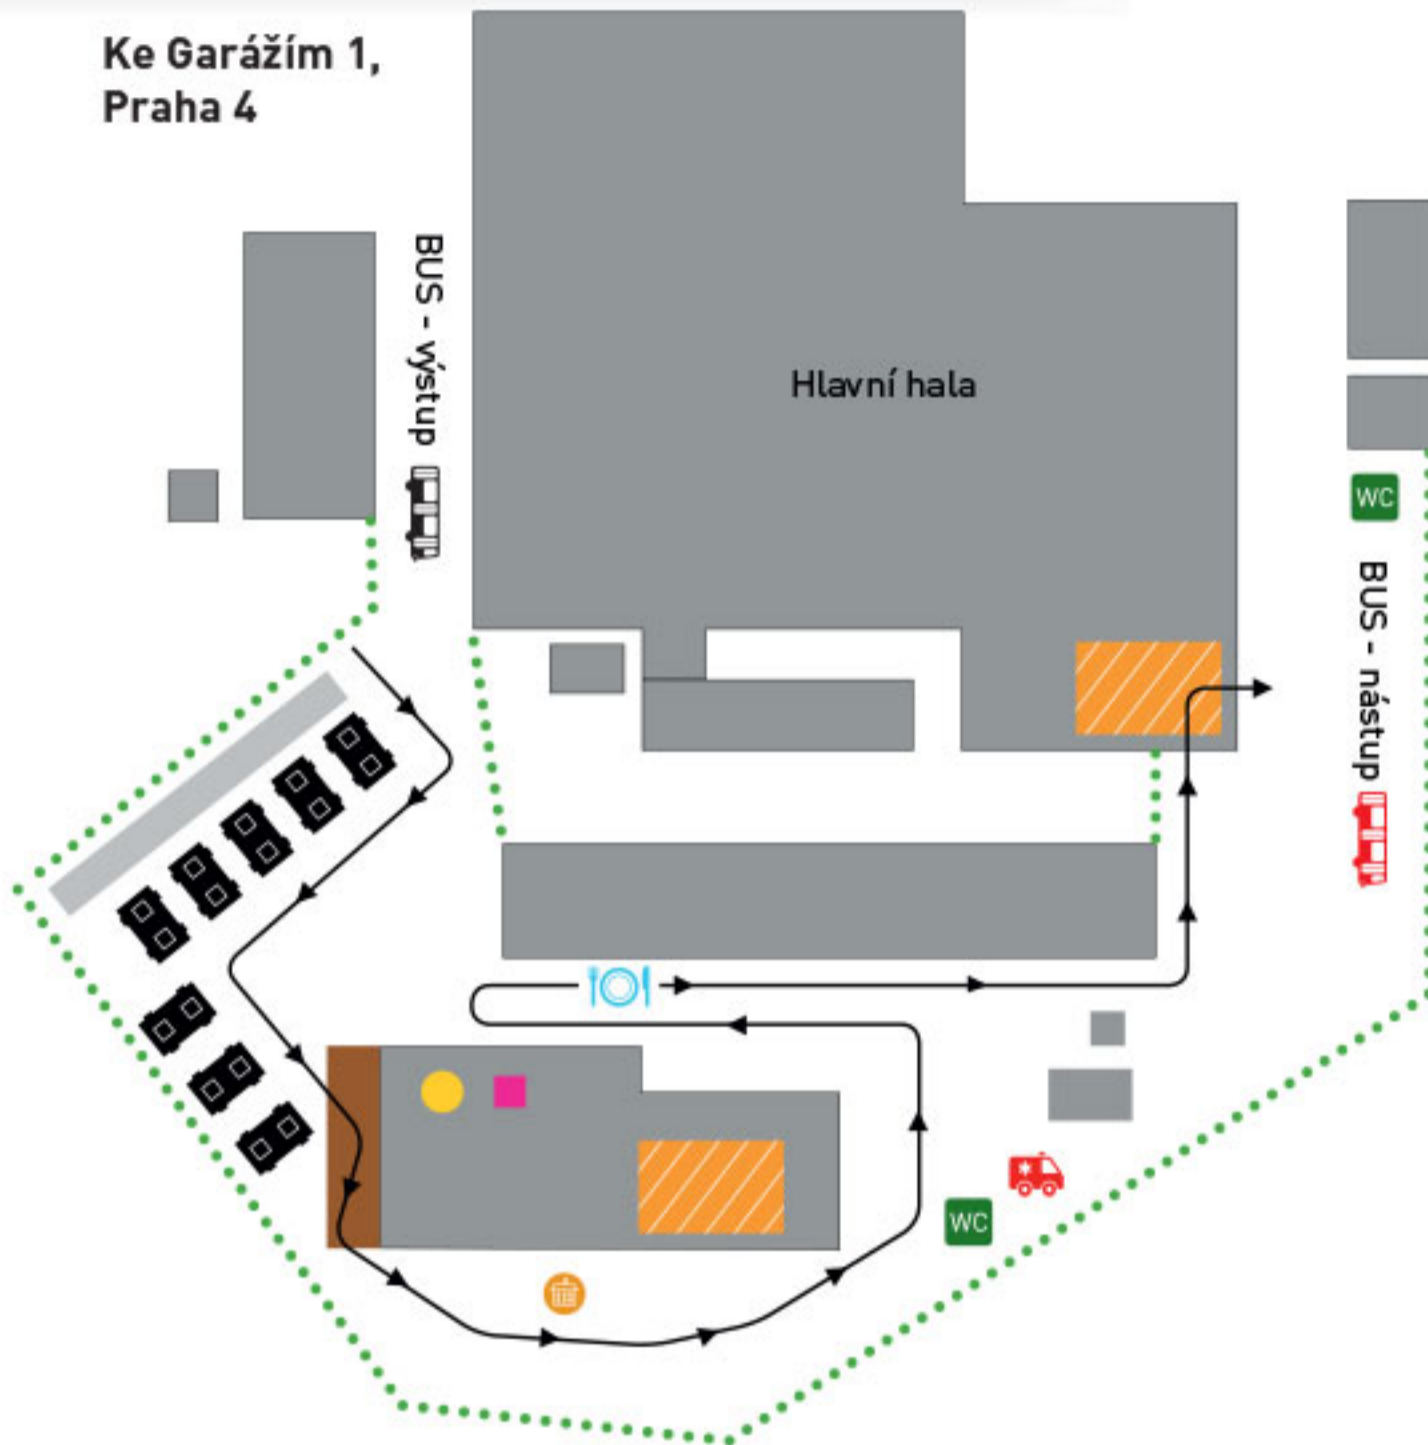 Ke Garážím 1,
Praha 4
BUS - výstup
Hlavní hala
WC
BUS - nástup
WC